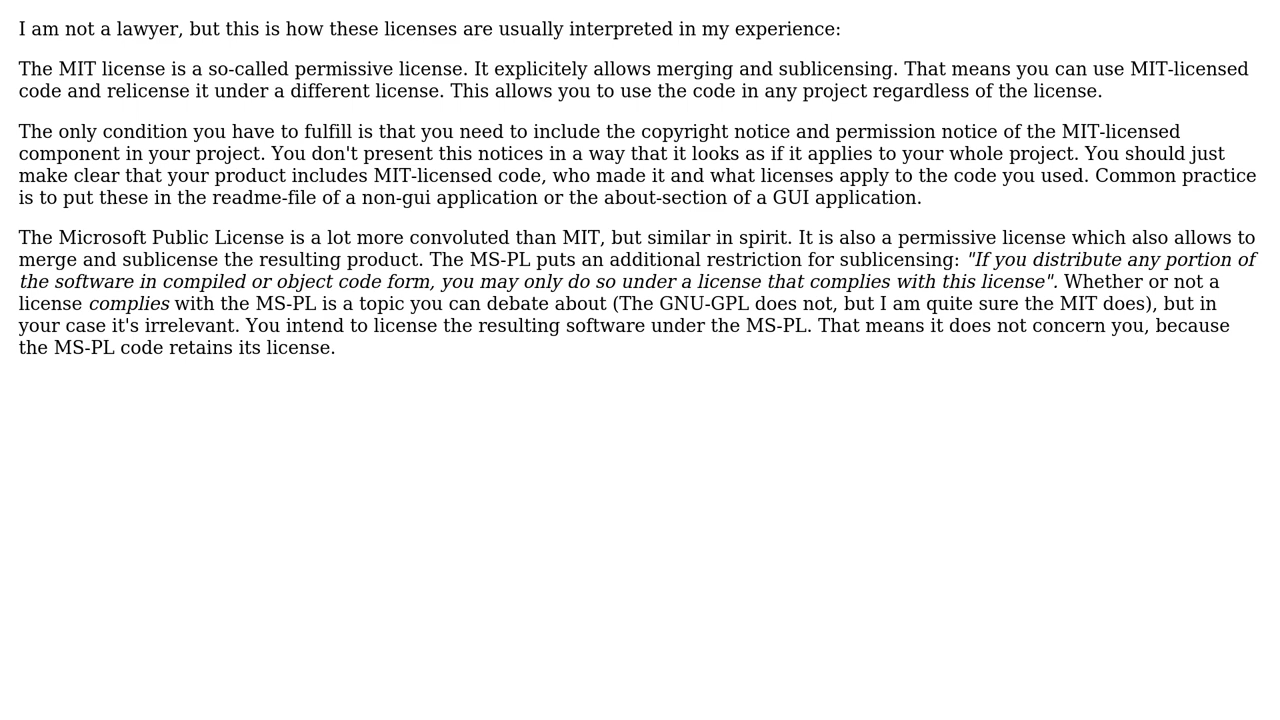 I am not a lawyer, but this is how these licenses are usually interpreted in my experience:
The MIT license is a so-called permissive license. It explicitely allows merging and sublicensing. That means you can use MIT-licensed
code and relicense it under a different license. This allows you to use the code in any project regardless of the license.
The only condition you have to fulfill is that you need to include the copyright notice and permission notice of the MIT-licensed
component in your project. You don't present this notices in a way that it looks as if it applies to your whole project. You should just
make clear that your product includes MIT-licensed code, who made it and what licenses apply to the code you used. Common practice
is to put these in the readme-file of a non-gui application or the about-section of a GUI application.
The Microsoft Public License is a lot more convoluted than MIT, but similar in spirit. It is also a permissive license which also allows to
merge and sublicense the resulting product. The MS-PL puts an additional restriction for sublicensing: "If you distribute any portion of
the software in compiled or object code form, you may only do so under a license that complies with this license". Whether or not a
license complies with the MS-PL is a topic you can debate about (The GNU-GPL does not, but I am quite sure the MIT does), but in
your case it's irrelevant. You intend to license the resulting software under the MS-PL. That means it does not concern you, because
the MS-PL code retains its license.